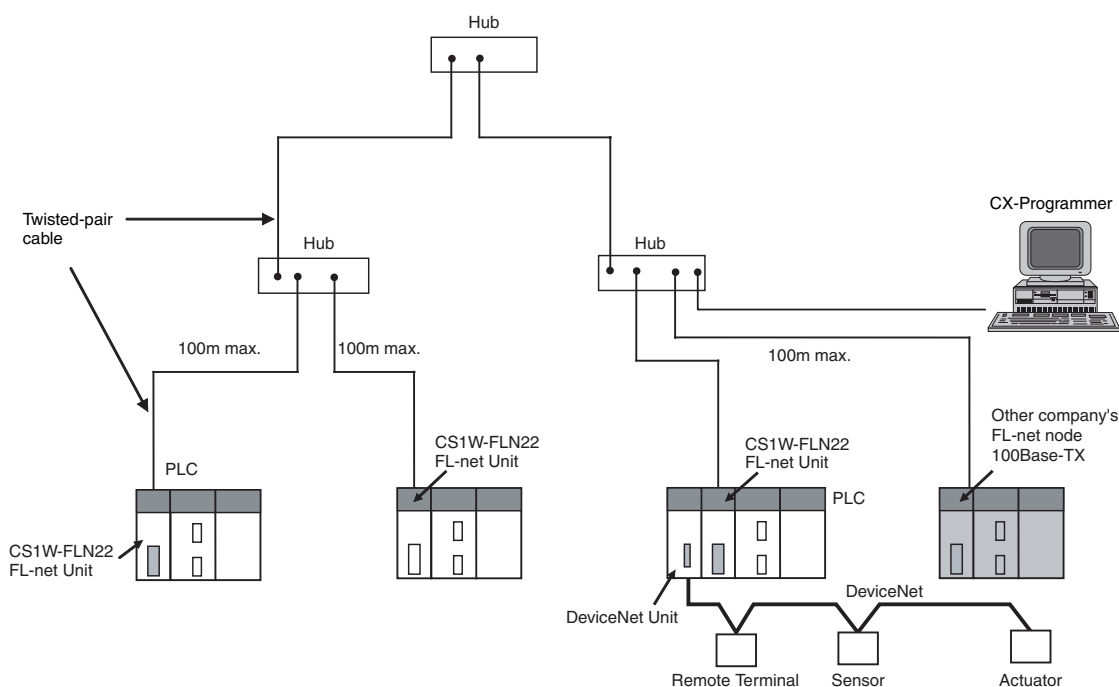 Hub
CX-Programmer
Twisted-pair
cable
Hub
Hub
100m max.
100m max.
100m max.
PLC
CS1W-FLN22
FL-net Unit
CS1W-FLN22
FL-net Unit
CS1W-FLN22
FL-net Unit
PLC
Other company's
FL-net node
100Base-TX
DeviceNet Unit
DeviceNet
Remote Terminal
Sensor
Actuator